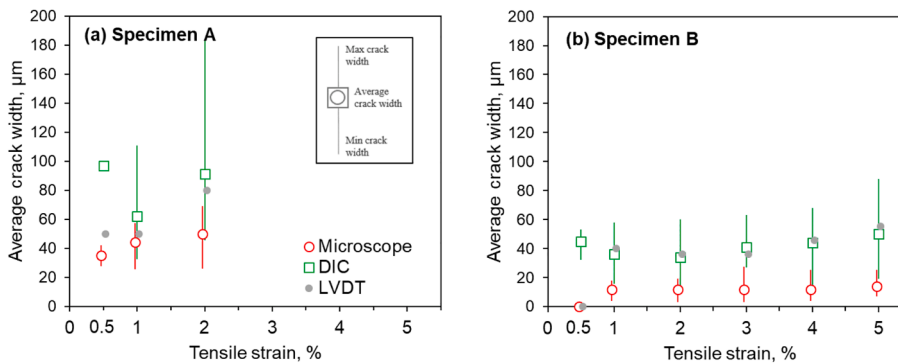 (a) Specimen A
Average crack width, µm
200
180
160
140
120
100
80
60
40
20
0
Max crack
width
Average
crack width
Min crack
width
Microscope
DIC
LVDT
0 0.5 1 2 3 4 5
Tensile strain, %
(b) Specimen B
Average crack width, µm
200
180
160
140
120
100
80
60
40
20
0
0 0.5 1 2 3 4 5
Tensile strain, %